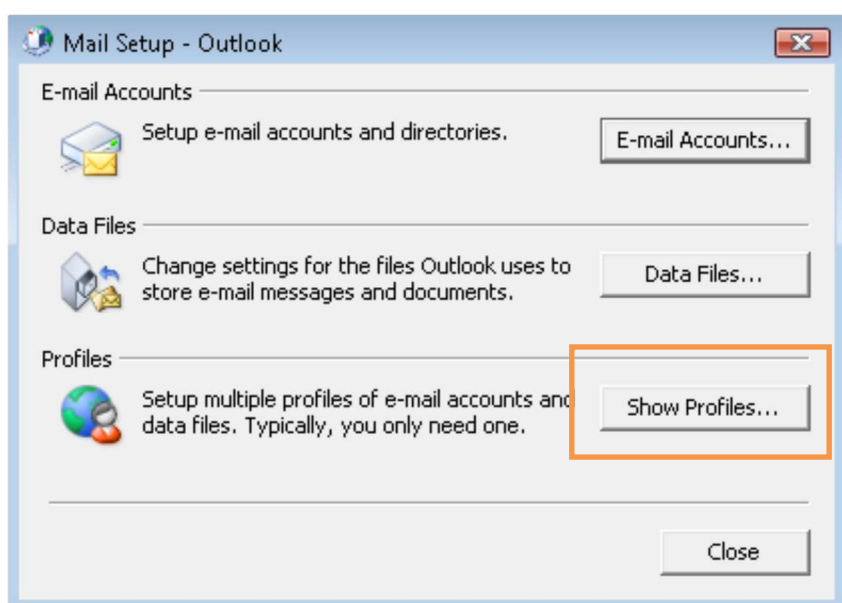 Mail Setup - Outlook
E-mail Accounts
Setup e-mail accounts and directories.
E-mail Accounts...
Data Files
Change settings for the files Outlook uses to
store e-mail messages and documents.
Data Files...
Profiles
Setup multiple profiles of e-mail accounts and
data files. Typically, you only need one.
Show Profiles...
Close